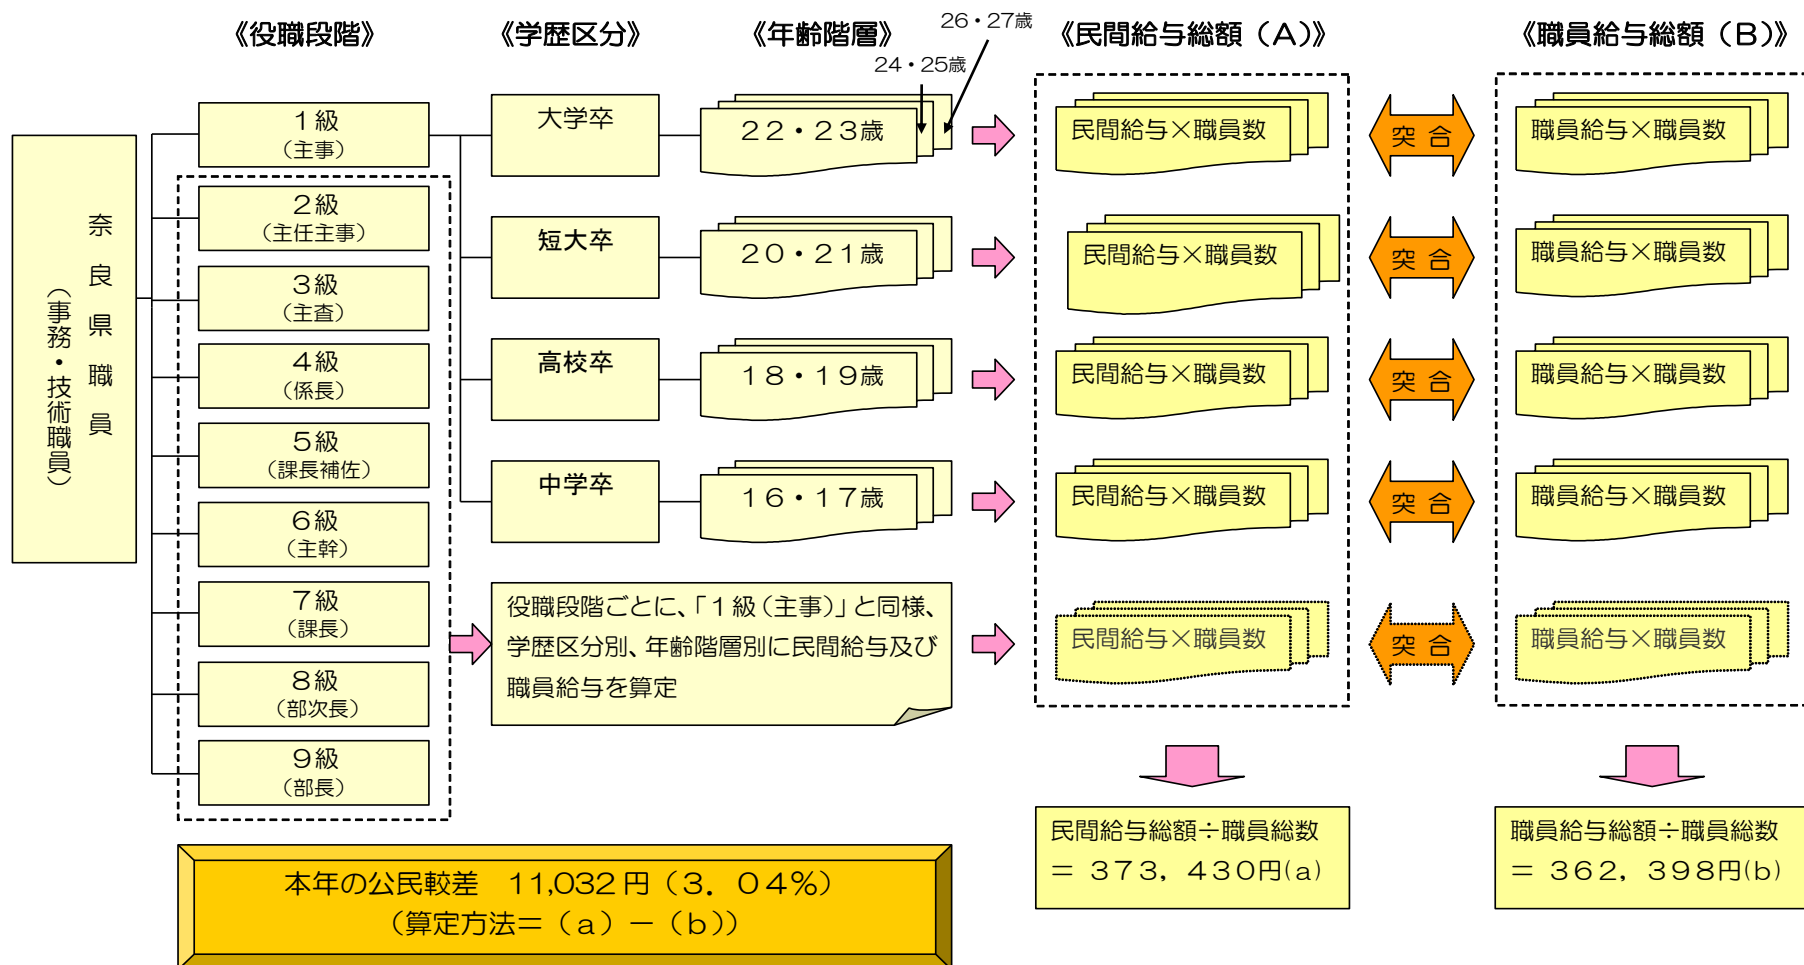 《役職段階》
《学歴区分》
《年齢階層》
26・27歳
24・25歳
《民間給与総額（A)》
《職員給与総額（B)》
奈良県職員
（事務・技術職員）
1級
（主事）
2級
（主任主事）
3級
（主査）
4級
（係長）
5級
（課長補佐）
6級
（主幹）
7級
（課長）
8級
（部次長）
9級
（部長）
大学卒
22・23歳
民間給与×職員数
突合
職員給与×職員数
短大卒
20・21歳
民間給与×職員数
突合
職員給与×職員数
高校卒
18・19歳
民間給与×職員数
突合
職員給与×職員数
中学卒
16・17歳
民間給与×職員数
突合
職員給与×職員数
役職段階ごとに、「1級（主事）」と同様、
学歴区分別、年齢階層別に民間給与及び
職員給与を算定
民間給与×職員数
突合
職員給与×職員数
民間給与総額÷職員総数
＝ 373，430円(a)
職員給与総額÷職員総数
＝ 362，398円(b)
本年の公民較差　11,032円（3．04%）
（算定方法＝（a）－（b））